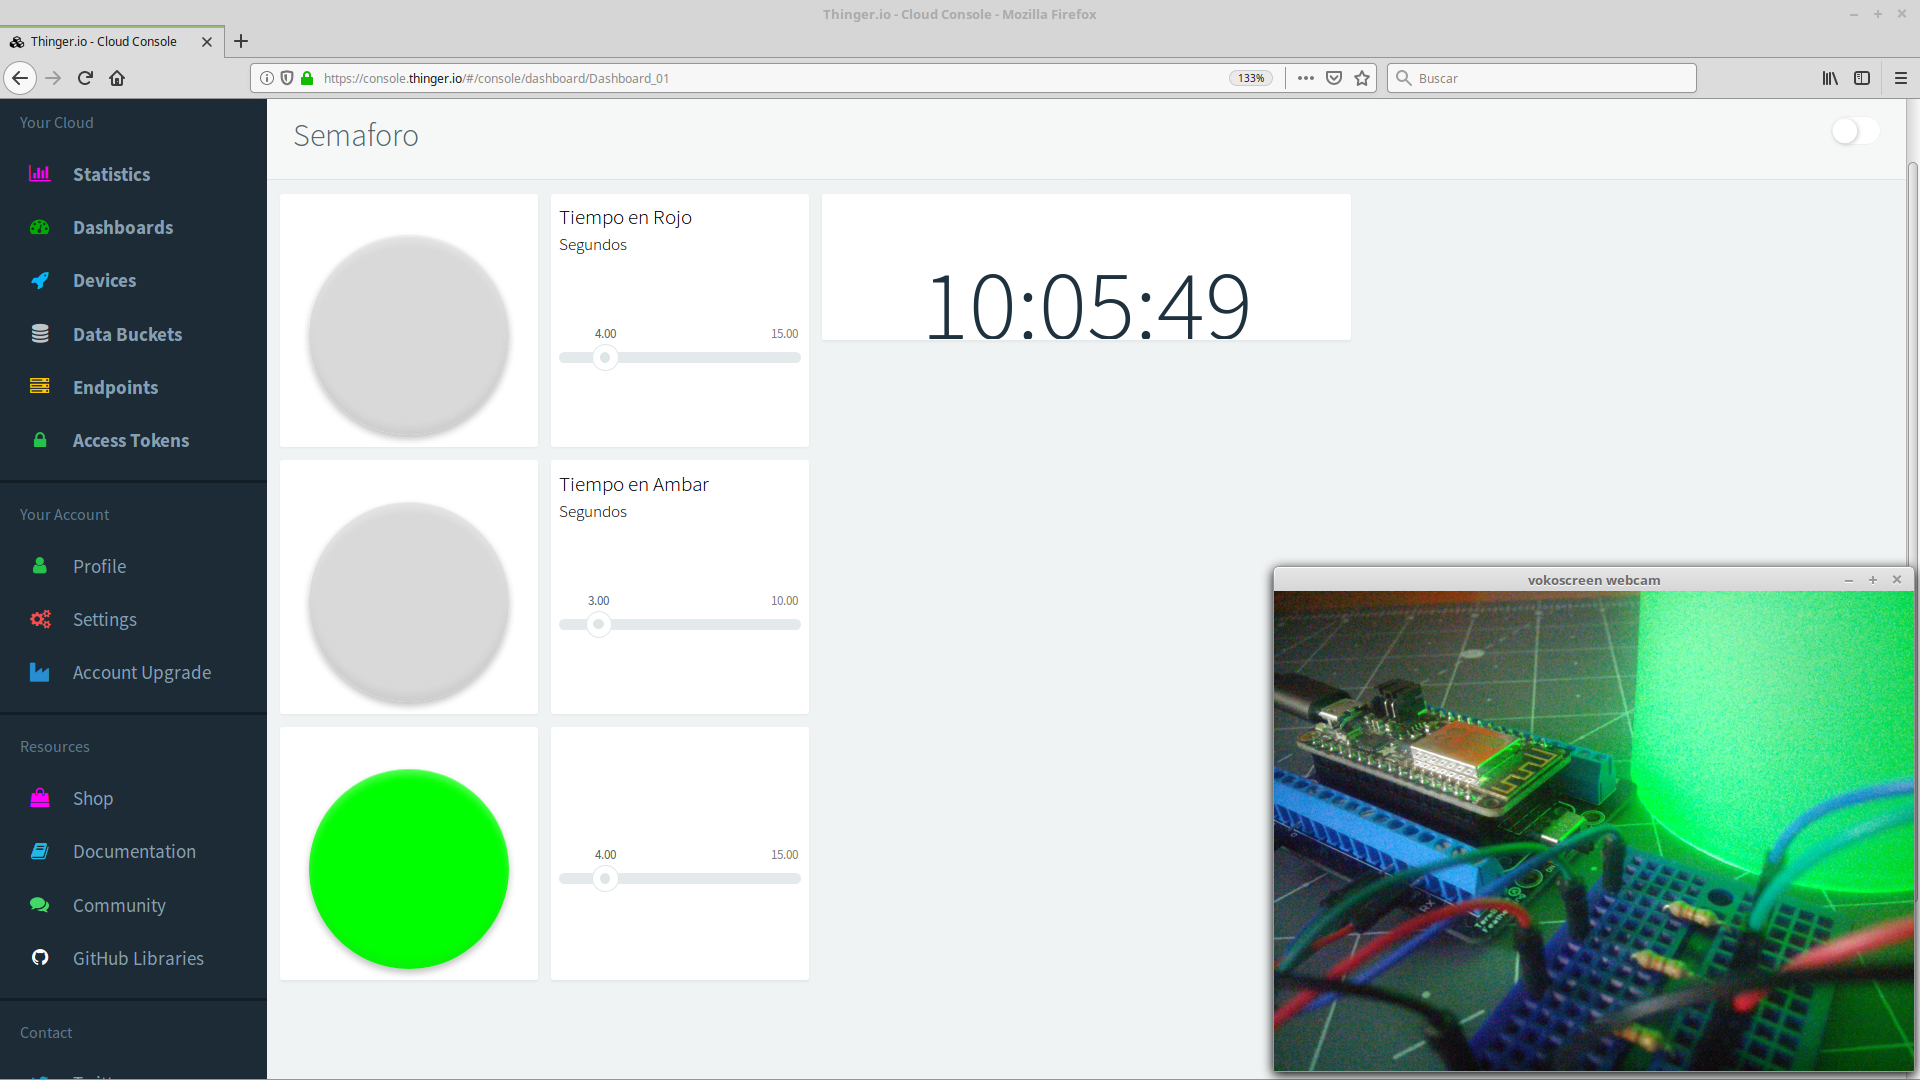 Thinger.io - Cloud Console - Mozilla Firefox
Thinger.io - Cloud Console
https://console.thinger.io/#/console/dashboard/Dashboard_01
133%
Buscar
Your Cloud
Statistics
Dashboards
Devices
Data Buckets
Endpoints
Access Tokens
Your Account
Profile
Settings
Account Upgrade
Resources
Shop
Documentation
Community
GitHub Libraries
Contact
Semaforo
Tiempo en Rojo
Segundos
4.00
15.00
10:05:49
Tiempo en Ambar
Segundos
3.00
10.00
4.00
15.00
vokoscreen webcam
RX